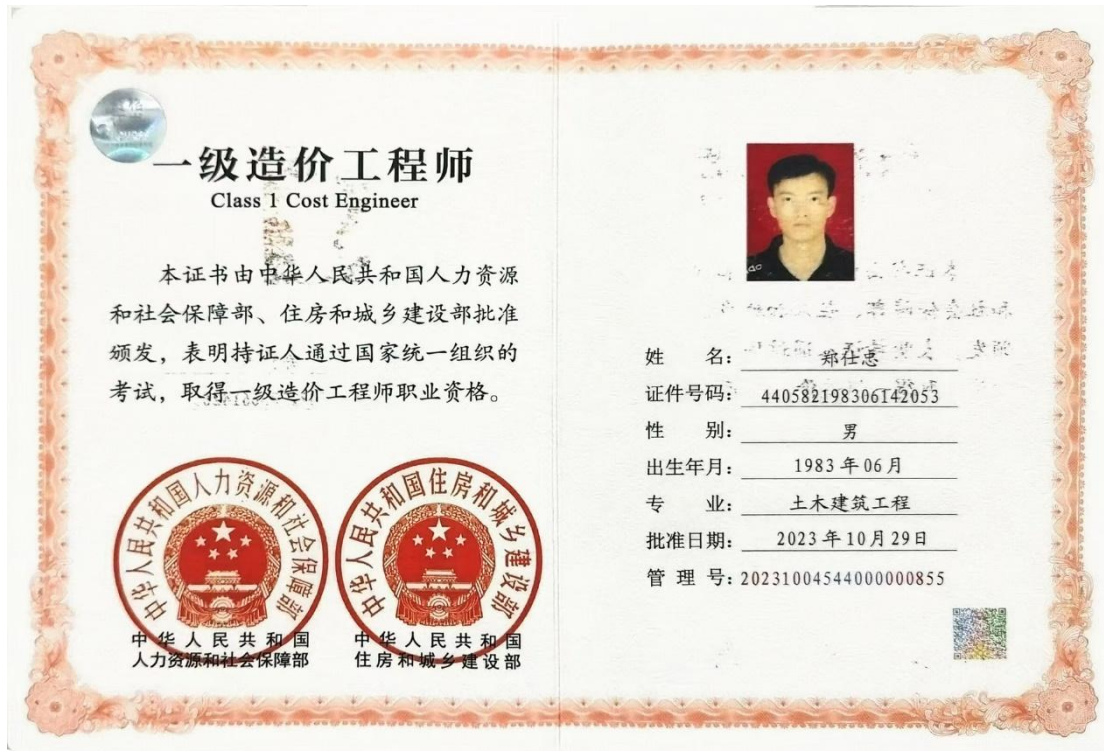 一级造价工程师
Class 1 Cost Engineer
本证书由中华人民共和国人力资源
和社会保障部、住房和城乡建设部批准
颁发，表明持证人通过国家统一组织的
考试，取得一级造价工程师职业资格。
中华人民共和国人力资源和社会保障部
中华人民共和国住房和城乡建设部
中华人民共和国
人力资源和社会保障部
中华人民共和国
住房和城乡建设部
姓 名：郑仕忠
证件号码：440582198306142053
性 别：男
出生年月：1983年06月
专 业：土木建筑工程
批准日期：2023年10月29日
管 理 号：20231004544000000855